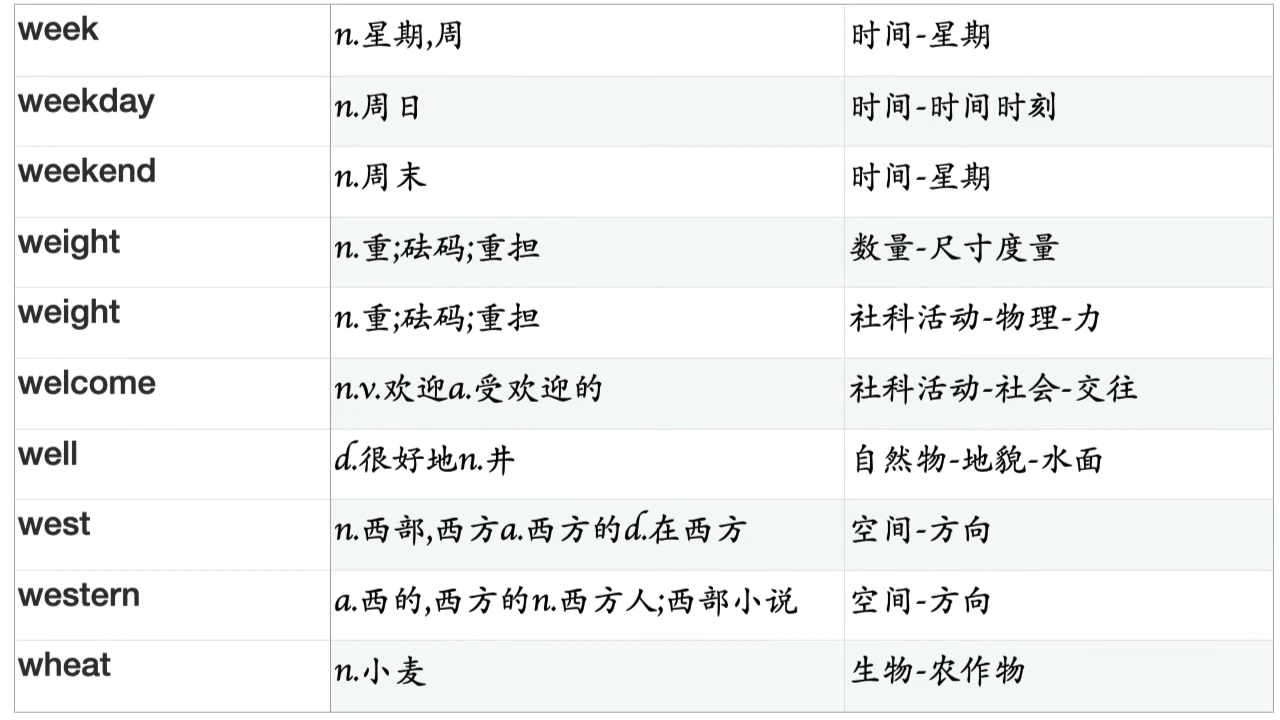 week n.星期,周 时间-星期
weekday n.周日 时间-时间时刻
weekend n.周末 时间-星期
weight n.重;砝码;重担 数量-尺寸度量
weight n.重;砝码;重担 社科活动-物理-力
welcome n.v.欢迎a.受欢迎的 社科活动-社会-交往
well d.很好地n.井 自然物-地貌-水面
west n.西部,西方a.西方的d.在西方 空间-方向
western a.西的,西方的n.西方人;西部小说 空间-方向
wheat n.小麦 生物-农作物